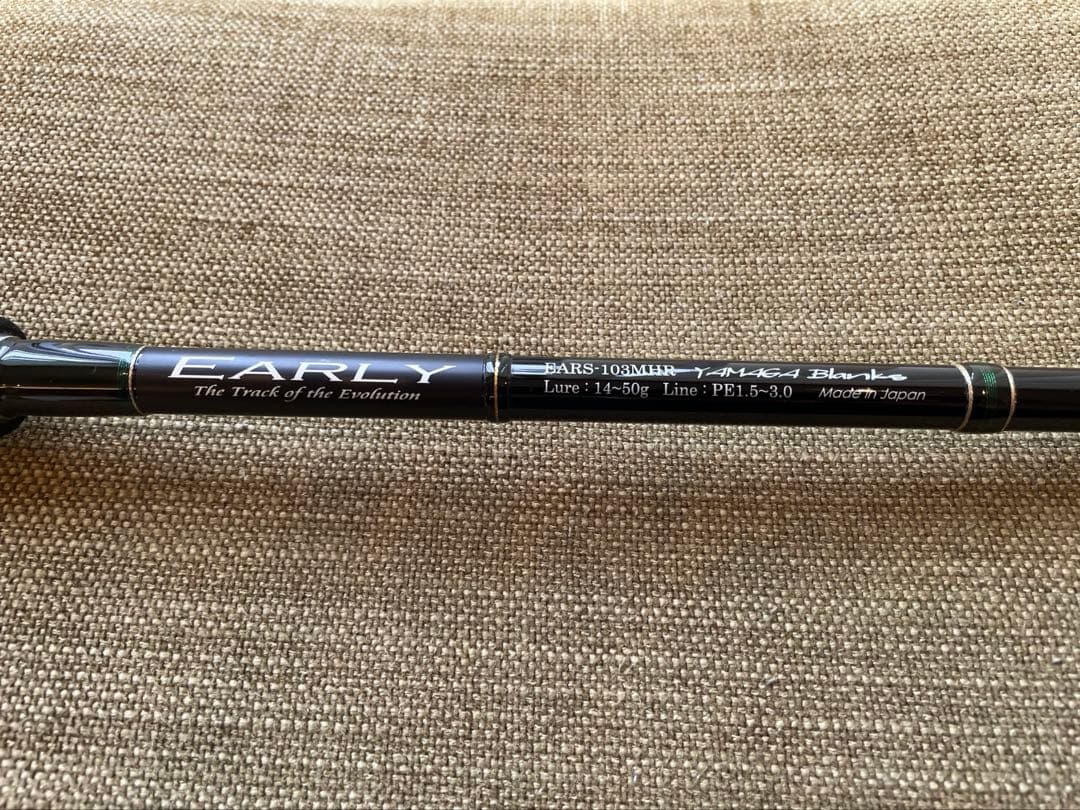 EARLY
The Track of the Evolution
EARS-103MHR YAMAGA Blanks
Lure : 14~50g Line : PE1.5~3.0 Made in Japan